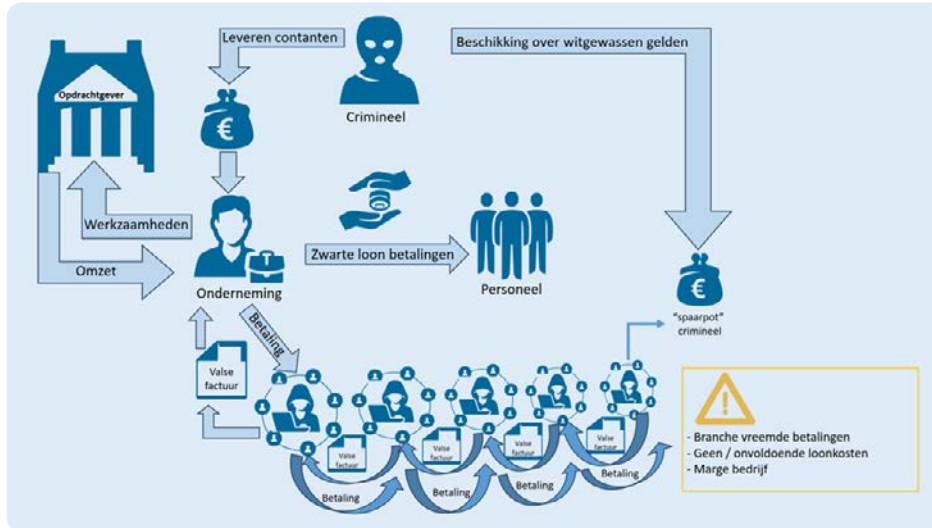 Leveren contanten
Beschikking over witgewassen gelden
Opdrachtgever
€
Crimineel
Werkzaamheden
Omzet
Onderneming
T
Zwarte loon betalingen
Personeel
€
"spaarpot"
crimineel
Betaling
Valse
factuur
Valse
factuur
Valse
factuur
Valse
factuur
Valse
factuur
Betaling
Betaling
Betaling
Betaling
- Branche vreemde betalingen
- Geen / onvoldoende loonkosten
- Marge bedrijf